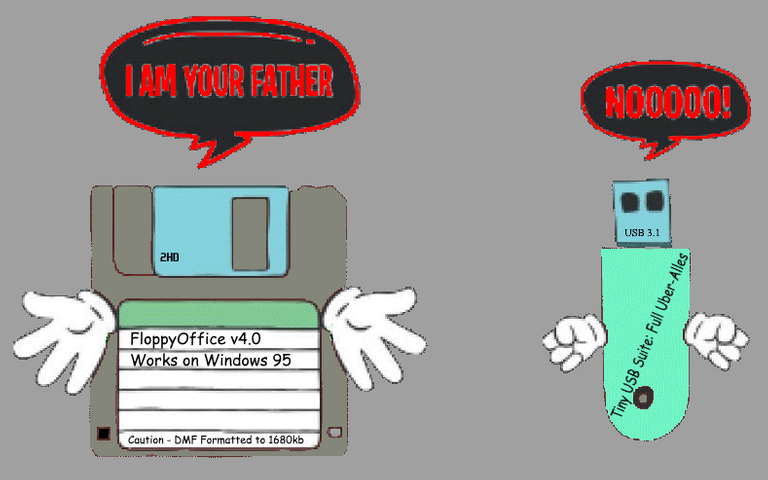 I AM YOUR FATHER
NOOOOO!
2HD
USB 3.1
FloppyOffice v4.0
Works on Windows 95
Caution - DMF Formatted to 1680kb
Tiny USB Suite: Full Uber-Alles